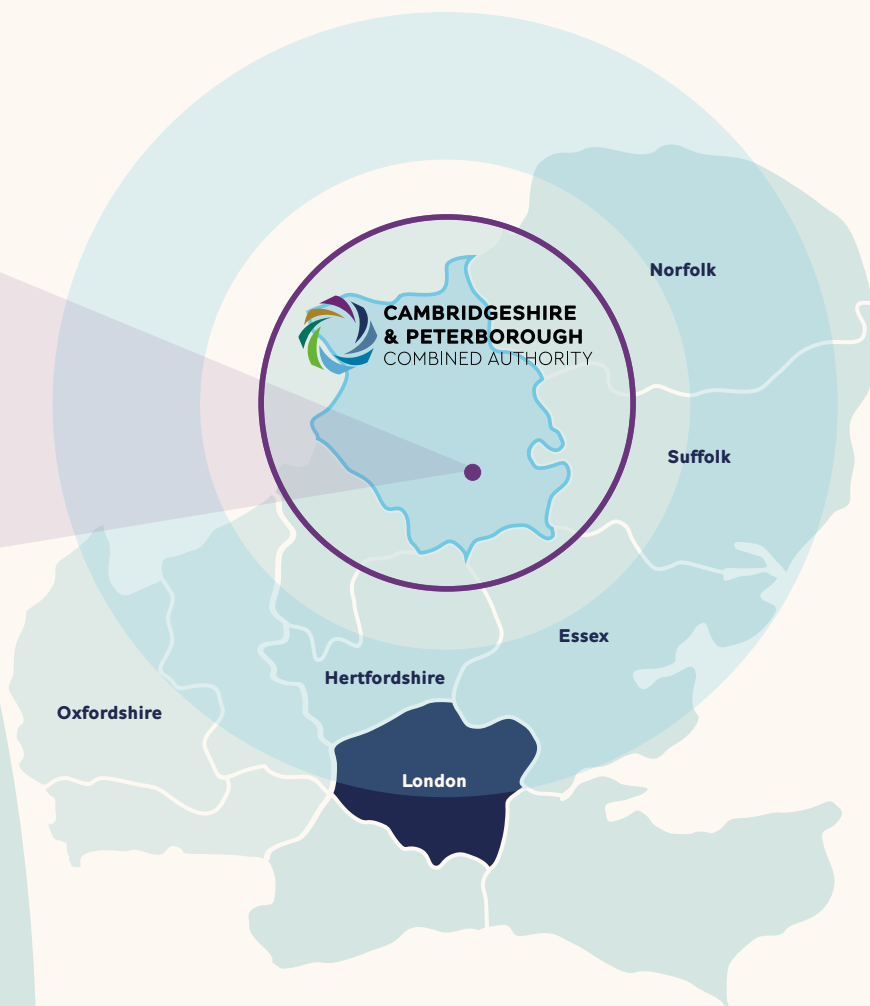 Norfolk
CAMBRIDGESHIRE
& PETERBOROUGH
COMBINED AUTHORITY
Suffolk
Essex
Hertfordshire
Oxfordshire
London